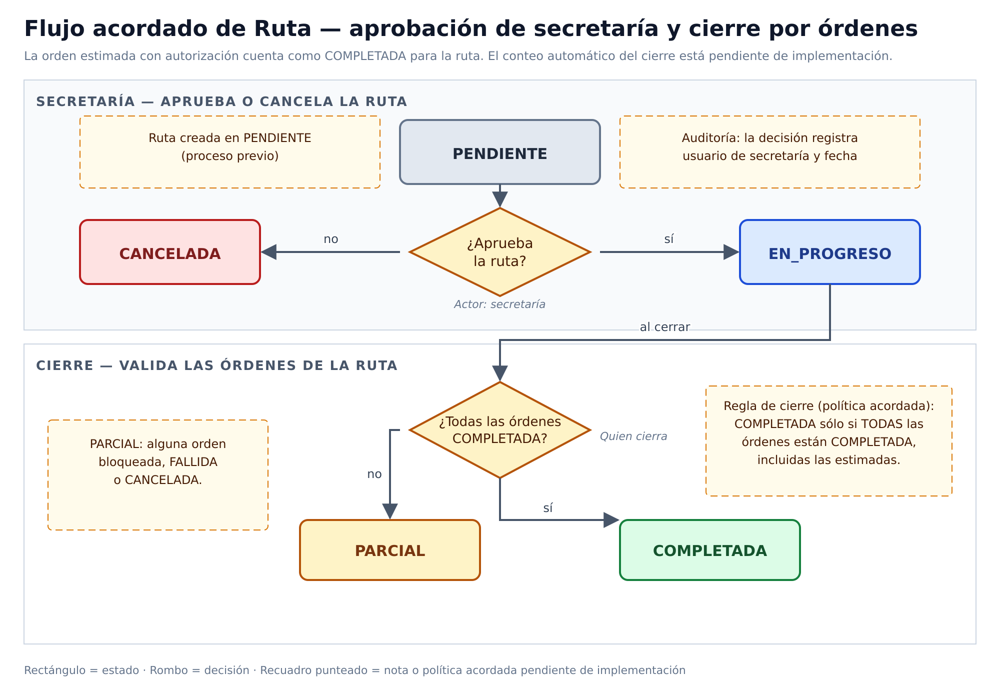 Flujo acordado de Ruta — aprobación de secretaría y cierre por órdenes
La orden estimada con autorización cuenta como COMPLETADA para la ruta. El conteo automático del cierre está pendiente de implementación.
SECRETARÍA — APRUEBA O CANCELA LA RUTA
Ruta creada en PENDIENTE
(proceso previo)
PENDIENTE
Auditoría: la decisión registra
usuario de secretaría y fecha
CANCELADA
no
¿Aprueba
la ruta?
sí
EN_PROGRESO
Actor: secretaría
al cerrar
CIERRE — VALIDA LAS ÓRDENES DE LA RUTA
PARCIAL: alguna orden
bloqueada, FALLIDA
o CANCELADA.
¿Todas las órdenes
COMPLETADA?
Quien cierra
Regla de cierre (política acordada):
COMPLETADA sólo si TODAS las
órdenes están COMPLETADA,
incluidas las estimadas.
no
sí
PARCIAL
COMPLETADA
Rectángulo = estado · Rombo = decisión · Recuadro punteado = nota o política acordada pendiente de implementación